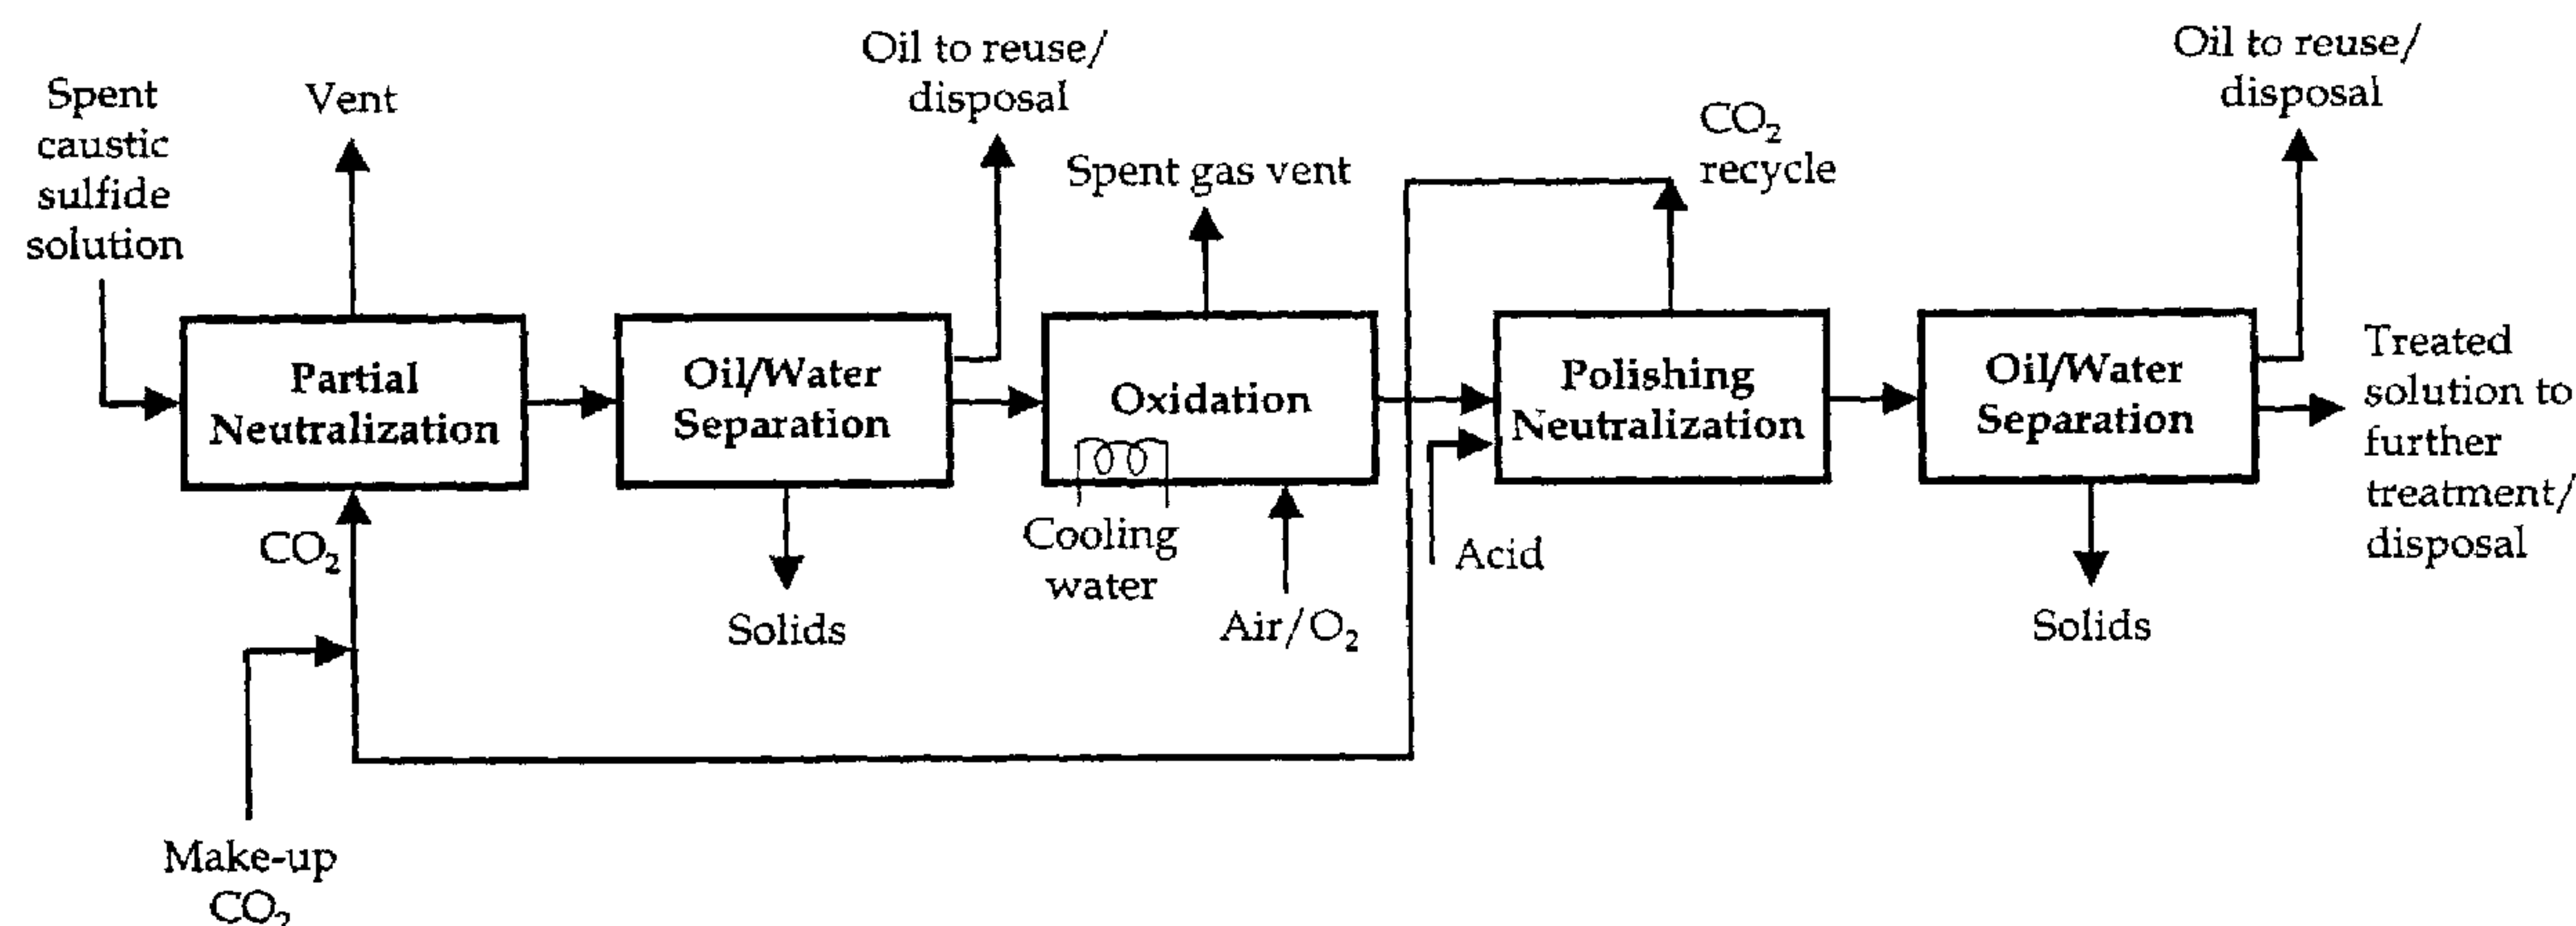 Spent
caustic
sulfide
solution
Vent
Oil to reuse/
disposal
Spent gas vent
CO₂
recycle
Oil to reuse/
disposal
Partial
Neutralization
Oil/Water
Separation
Oxidation
Polishing
Neutralization
Oil/Water
Separation
Treated
solution to
further
treatment/
disposal
CO₂
Cooling
water
Acid
Solids
Air/O₂
Solids
Make-up
CO₂